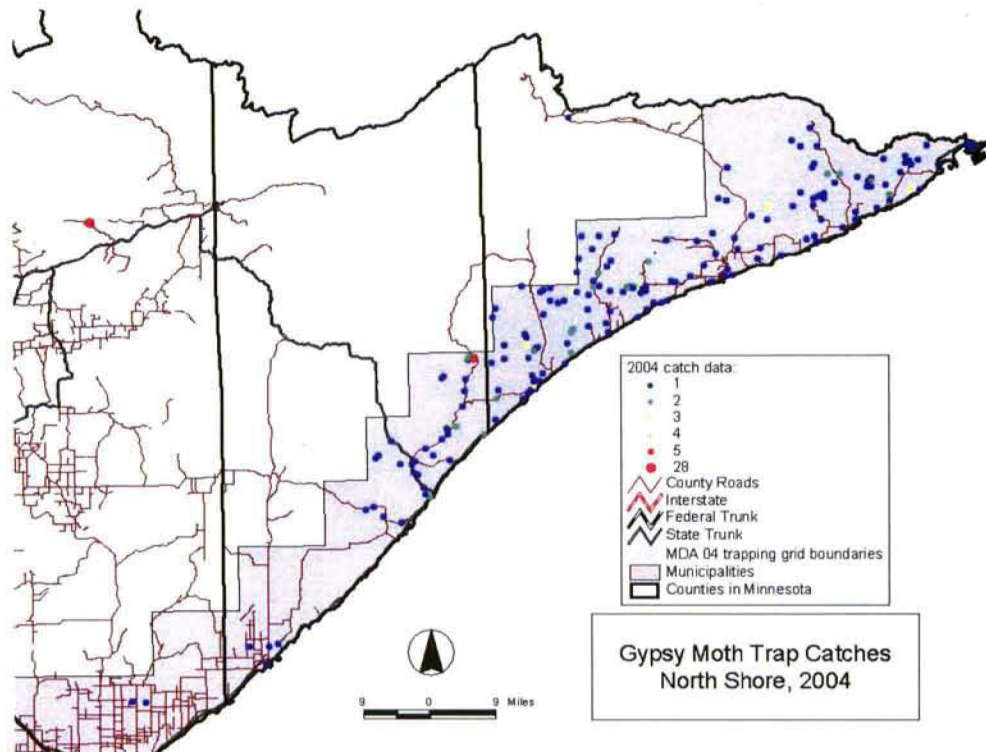 2004 catch data:
1
2
3
4
5
28
County Roads
Interstate
Federal Trunk
State Trunk
MDA 04 trapping grid boundaries
Municipalities
Counties in Minnesota
9 0 9 Miles
Gypsy Moth Trap Catches
North Shore, 2004